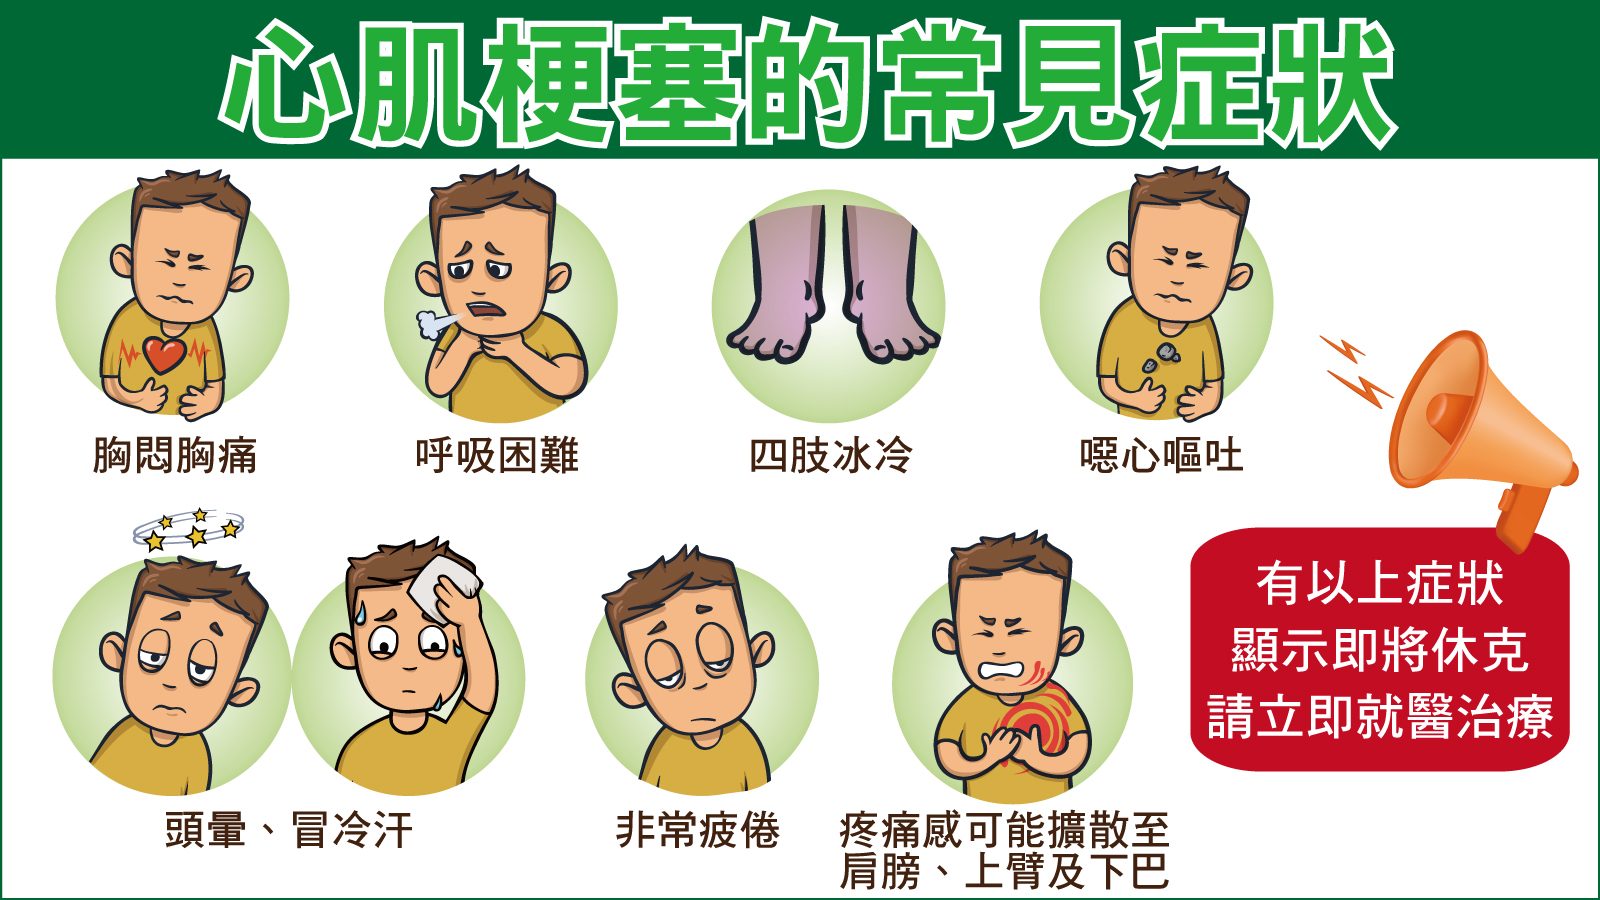 心肌梗塞的常見症狀
胸悶胸痛
呼吸困難
四肢冰冷
噁心嘔吐
頭暈、冒冷汗
非常疲倦
疼痛感可能擴散至
肩膀、上臂及下巴
有以上症狀
顯示即將休克
請立即就醫治療